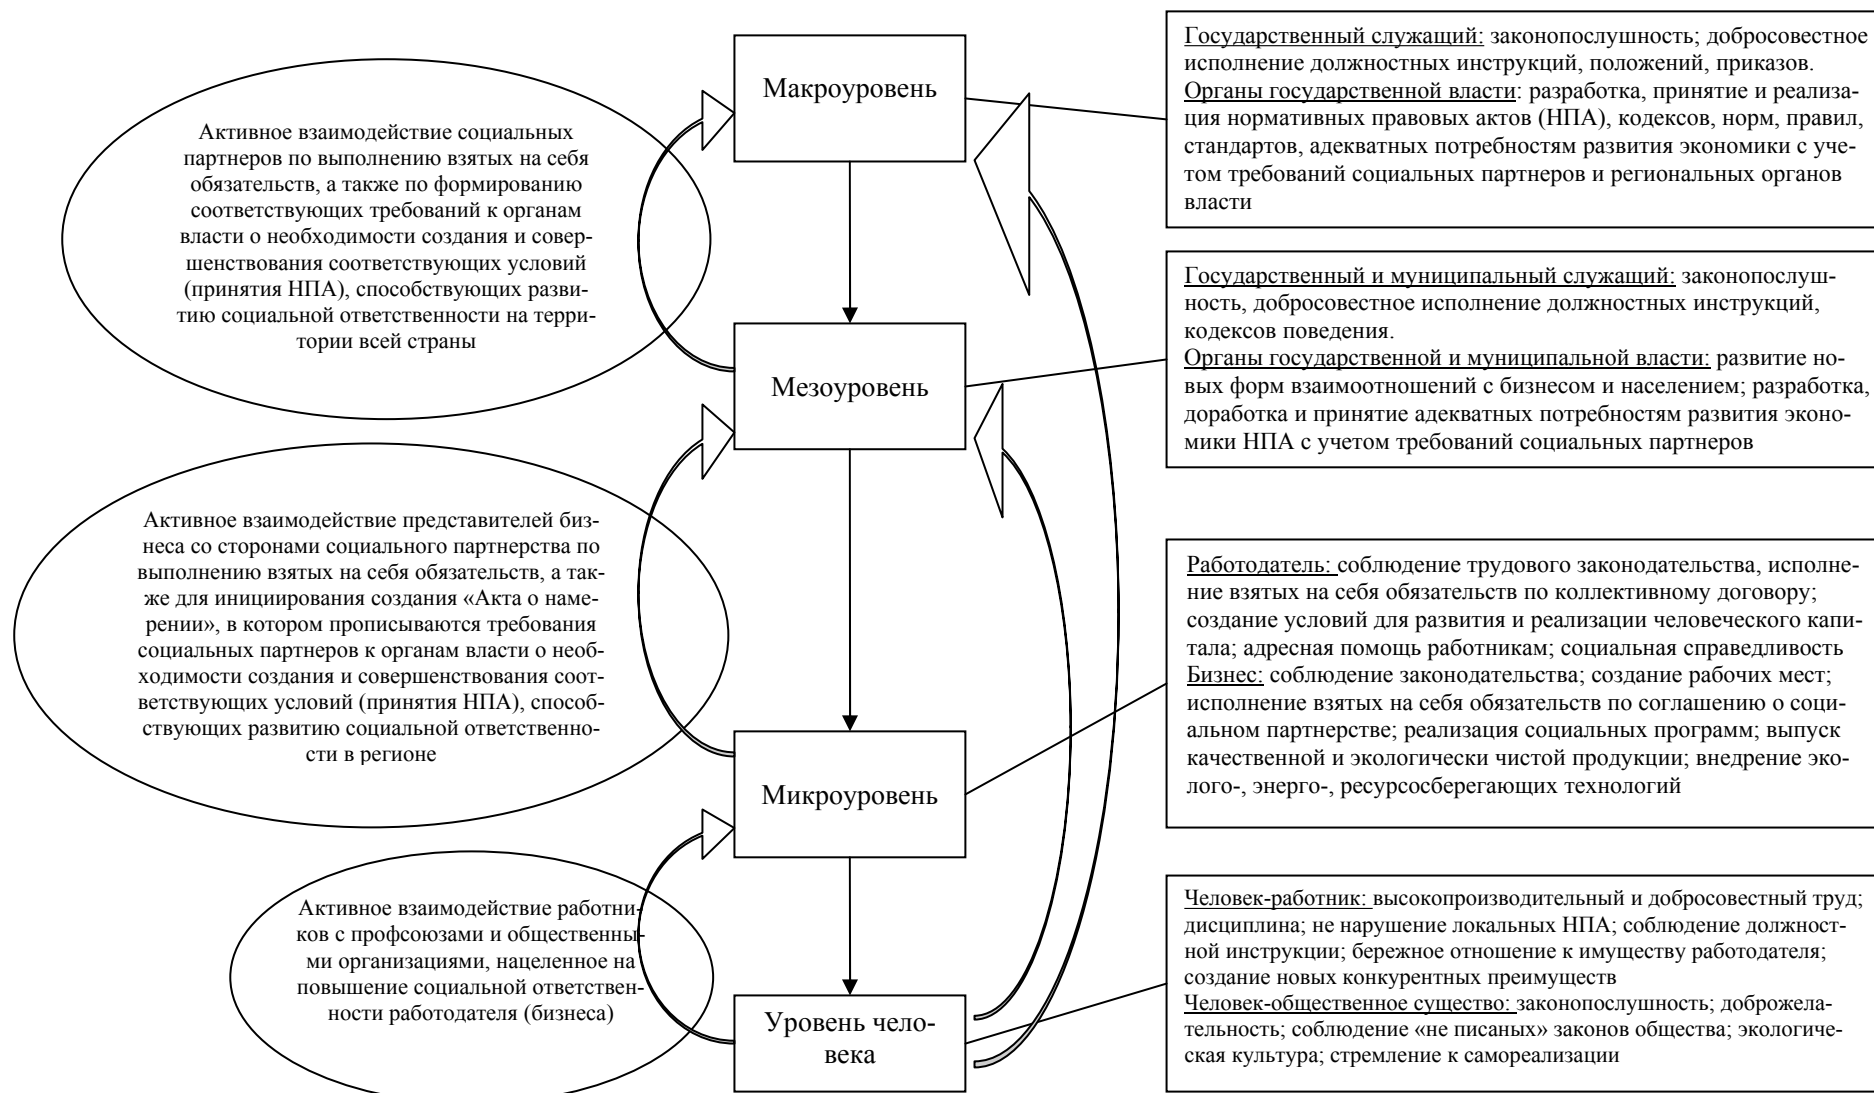 Макроуровень
Мезоуровень
Микроуровень
Уровень чело-
века
Активное взаимодействие социальных
партнеров по выполнению взятых на себя
обязательств, а также по формированию
соответствующих требований к органам
власти о необходимости создания и совер-
шенствования соответствующих условий
(принятия НПА), способствующих разви-
тию социальной ответственности на терри-
тории всей страны
Активное взаимодействие представителей биз-
неса со сторонами социального партнерства по
выполнению взятых на себя обязательств, а так-
же для инициирования создания «Акта о наме-
рении», в котором прописываются требования
социальных партнеров к органам власти о необ-
ходимости создания и совершенствования соот-
ветствующих условий (принятия НПА), способ-
ствующих развитию социальной ответственно-
сти в регионе
Активное взаимодействие работни-
ков с профсоюзами и общественны-
ми организациями, нацеленное на
повышение социальной ответствен-
ности работодателя (бизнеса)
Государственный служащий: законопослушность; добросовестное
исполнение должностных инструкций, положений, приказов.
Органы государственной власти: разработка, принятие и реализа-
ция нормативных правовых актов (НПА), кодексов, норм, правил,
стандартов, адекватных потребностям развития экономики с уче-
том требований социальных партнеров и региональных органов
власти
Государственный и муниципальный служащий: законопослуш-
ность, добросовестное исполнение должностных инструкций,
кодексов поведения.
Органы государственной и муниципальной власти: развитие но-
вых форм взаимоотношений с бизнесом и населением; разработка,
доработка и принятие адекватных потребностям развития эконо-
мики НПА с учетом требований социальных партнеров
Работодатель: соблюдение трудового законодательства, исполне-
ние взятых на себя обязательств по коллективному договору;
создание условий для развития и реализации человеческого капи-
тала; адресная помощь работникам; социальная справедливость
Бизнес: соблюдение законодательства; создание рабочих мест;
исполнение взятых на себя обязательств по соглашению о соци-
альном партнерстве; реализация социальных программ; выпуск
качественной и экологически чистой продукции; внедрение эко-
лого-, энерго-, ресурсосберегающих технологий
Человек-работник: высокопроизводительный и добросовестный труд;
дисциплина; не нарушение локальных НПА; соблюдение должност-
ной инструкции; бережное отношение к имуществу работодателя;
создание новых конкурентных преимуществ
Человек-общественное существо: законопослушность; доброжела-
тельность; соблюдение «не писаных» законов общества; экологиче-
ская культура; стремление к самореализации